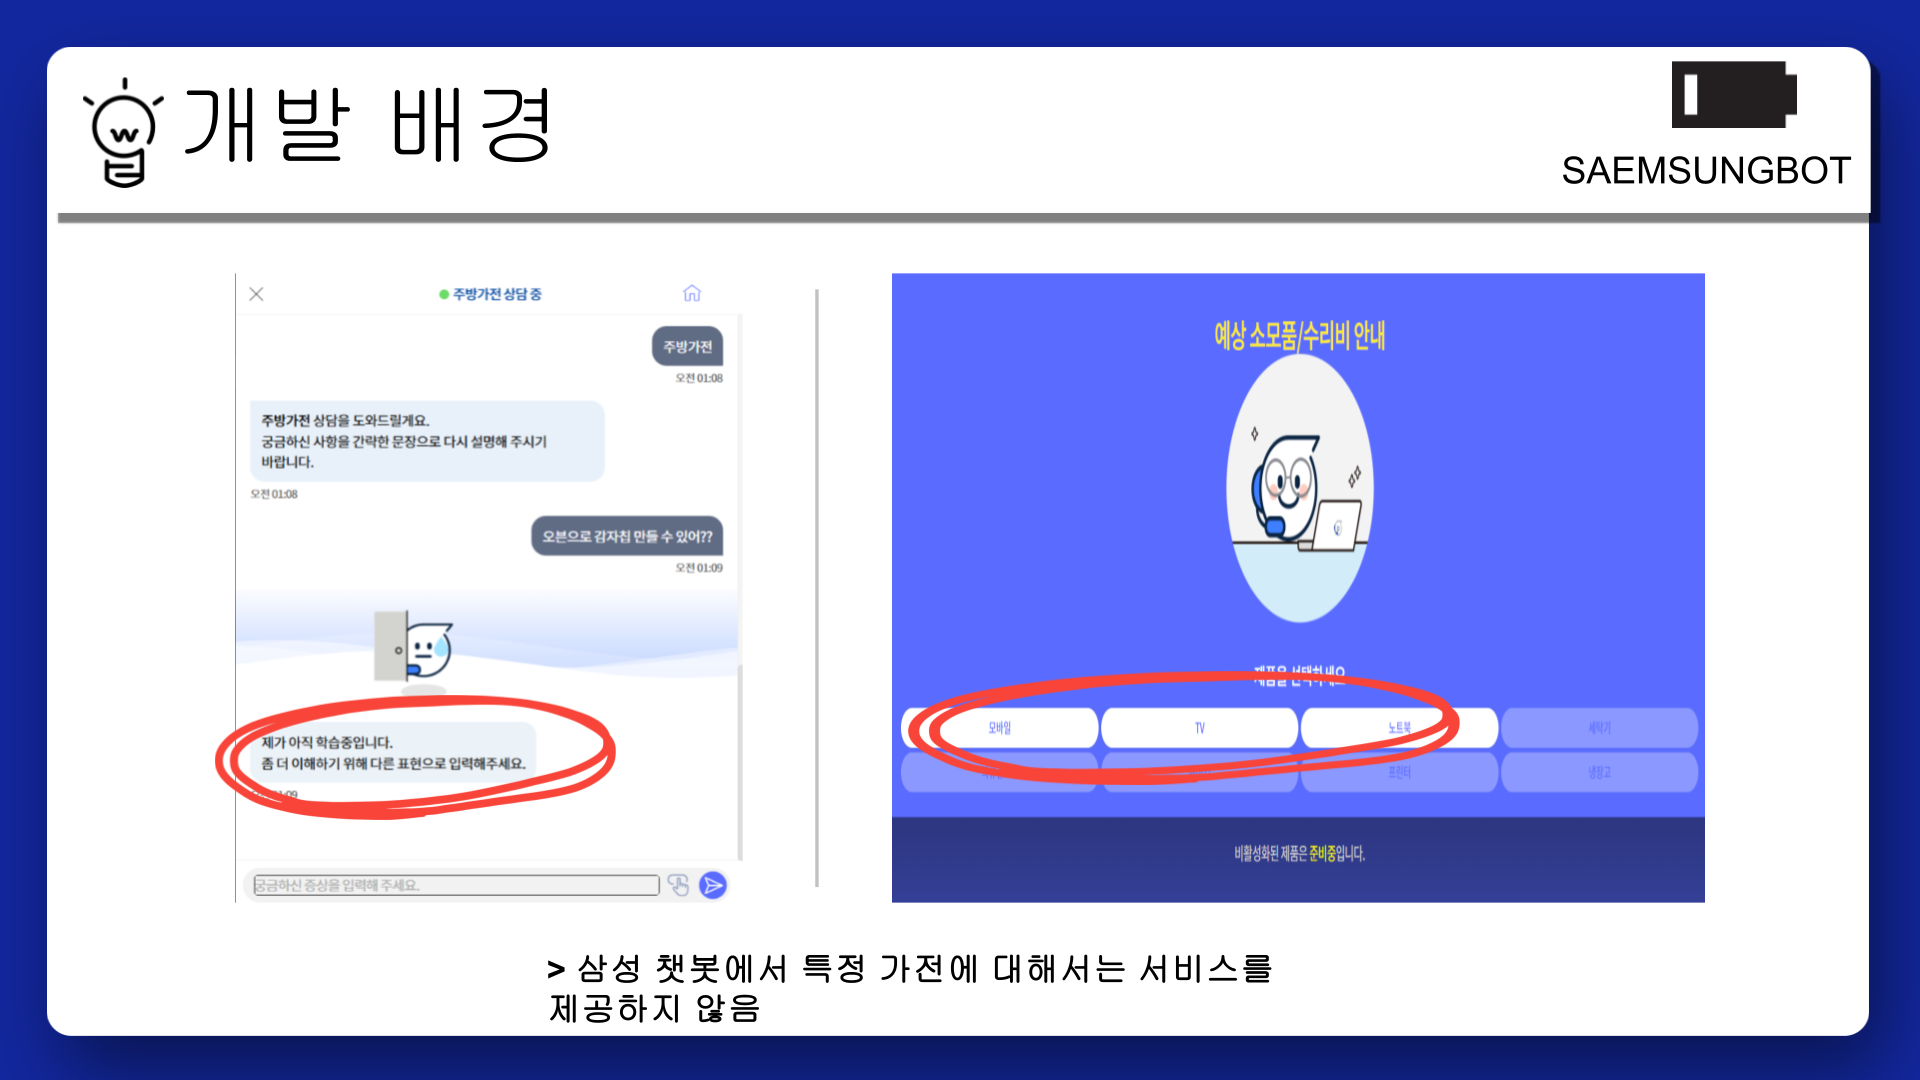 개발 배경
SAEMSUNGBOT
주방가전 상담 중
주방가전
오전 01:08
주방가전 상담을 도와드릴게요.
궁금하신 사항을 간략한 문장으로 다시 설명해 주시기
바랍니다.
오전 01:08
오븐으로 감자칩 만들 수 있어??
오전 01:09
제가 아직 학습중입니다.
좀 더 이해하기 위해 다른 표현으로 입력해주세요.
궁금하신 증상을 입력해 주세요.
예상 소모품/수리비 안내
제품을 선택하세요
모바일
TV
노트북
세탁기
프린터
냉장고
비활성화된 제품은 준비중입니다.
> 삼성 챗봇에서 특정 가전에 대해서는 서비스를
제공하지 않음